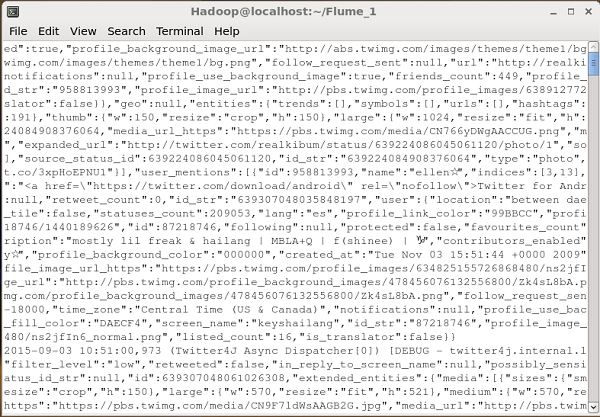 Hadoop@localhost:~/Flume_1
File Edit View Search Terminal Help
ed":true,"profile_background_image_url":"http://abs.twimg.com/images/themes/theme1/bg
wimg.com/images/themes/theme1/bg.png","follow_request_sent":null,"url":"http://realki
notifications":null,"profile_use_background_image":true,"friends_count":449,"profile_
d_str":"958813993","profile_image_url":"http://pbs.twimg.com/profile_images/638912772
slator":false}},"geo":null,"entities":{"trends":[],"symbols":[],"urls":[],"hashtags":
:191},"thumb":{"w":150,"resize":"crop","h":150},"large":{"w":1024,"resize":"fit","h":
24084908376064,"media_url_https":"https://pbs.twimg.com/media/CN766yDWgAACCUG.png","m
,"expanded_url":"http://twitter.com/realkibum/status/639224086045061120/photo/1","so
],"source_status_id":639224086045061120,"id_str":"639224084908376064","type":"photo",
t.co/3xpHoEPNU1"}],"user_mentions":[{"id":958813993,"name":"ellen☆","indices":[3,13],
":"<a href=\"https://twitter.com/download/android\" rel=\"nofollow\">Twitter for Andr
:null,"retweet_count":0,"id_str":"639307048035848197","user":{"location":"between dae
_tile":false,"statuses_count":209053,"lang":"es","profile_link_color":"99BBCC","profi
18746/1440189626","id":87218746,"following":null,"protected":false,"favourites_count"
ription":"mostly lil freak & hailang | MBLA+Q | f(shinee) | ","contributors_enabled"
y☆","profile_background_color":"000000","created_at":"Tue Nov 03 15:51:44 +0000 2009"
file_image_url_https":"https://pbs.twimg.com/profile_images/634825155726868480/ns2jfI
ge_url":"http://pbs.twimg.com/profile_background_images/478456076132556800/Zk4sL8bA.p
mg.com/profile_background_images/478456076132556800/Zk4sL8bA.png","follow_request_sen
-18000,"time_zone":"Central Time (US & Canada)","notifications":null,"profile_use_bac
_fill_color":"DAECF4","screen_name":"keyshailang","id_str":"87218746","profile_image_
480/ns2jfIn6_normal.png","listed_count":16,"is_translator":false}}
2015-09-03 10:51:00,973 (Twitter4J Async Dispatcher[0]) [DEBUG - twitter4j.internal.l
"filter_level":"low","retweeted":false,"in_reply_to_screen_name":null,"possibly_sensi
atus_id_str":null,"id":639307048061026308,"extended_entities":{"media":[{"sizes":{"sm
esize":"crop","h":150},"large":{"w":570,"resize":"fit","h":521},"medium":{"w":570,"re
ttps":"https://pbs.twimg.com/media/CN9F7ldWsAAGB2G.jpg","media_url":"http://pbs.twimg